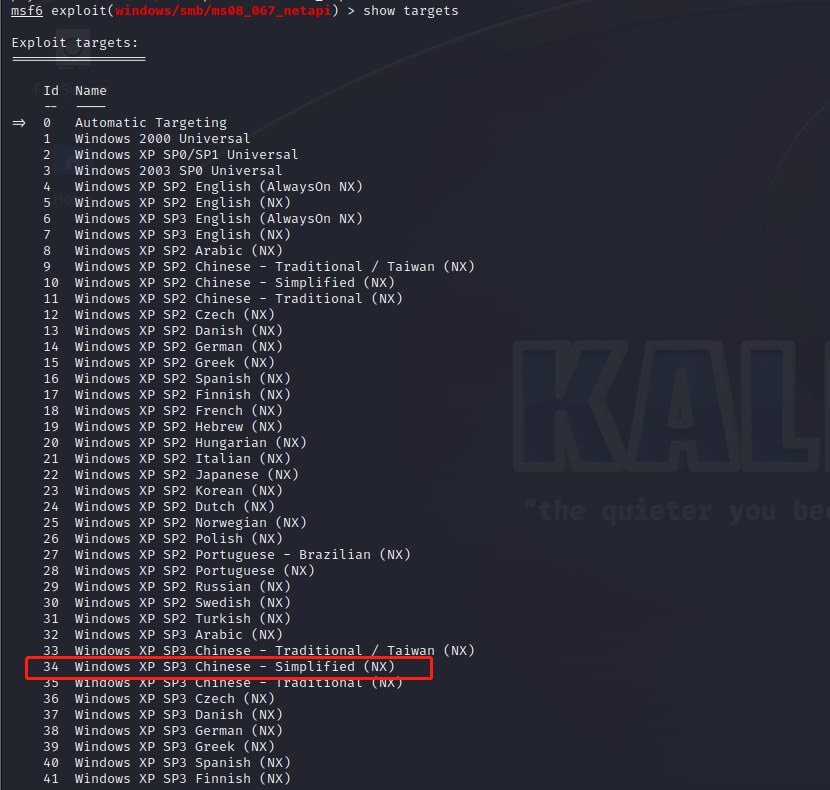 msf6 exploit(windows/smb/ms08_067_netapi) > show targets
Exploit targets:
================
Id Name
-- ----
=> 0 Automatic Targeting
1 Windows 2000 Universal
2 Windows XP SP0/SP1 Universal
3 Windows 2003 SP0 Universal
4 Windows XP SP2 English (AlwaysOn NX)
5 Windows XP SP2 English (NX)
6 Windows XP SP3 English (AlwaysOn NX)
7 Windows XP SP3 English (NX)
8 Windows XP SP2 Arabic (NX)
9 Windows XP SP2 Chinese - Traditional / Taiwan (NX)
10 Windows XP SP2 Chinese - Simplified (NX)
11 Windows XP SP2 Chinese - Traditional (NX)
12 Windows XP SP2 Czech (NX)
13 Windows XP SP2 Danish (NX)
14 Windows XP SP2 German (NX)
15 Windows XP SP2 Greek (NX)
16 Windows XP SP2 Spanish (NX)
17 Windows XP SP2 Finnish (NX)
18 Windows XP SP2 French (NX)
19 Windows XP SP2 Hebrew (NX)
20 Windows XP SP2 Hungarian (NX)
21 Windows XP SP2 Italian (NX)
22 Windows XP SP2 Japanese (NX)
23 Windows XP SP2 Korean (NX)
24 Windows XP SP2 Dutch (NX)
25 Windows XP SP2 Norwegian (NX)
26 Windows XP SP2 Polish (NX)
27 Windows XP SP2 Portuguese - Brazilian (NX)
28 Windows XP SP2 Portuguese (NX)
29 Windows XP SP2 Russian (NX)
30 Windows XP SP2 Swedish (NX)
31 Windows XP SP2 Turkish (NX)
32 Windows XP SP3 Arabic (NX)
33 Windows XP SP3 Chinese - Traditional / Taiwan (NX)
34 Windows XP SP3 Chinese - Simplified (NX)
35 Windows XP SP3 Chinese - Traditional (NX)
36 Windows XP SP3 Czech (NX)
37 Windows XP SP3 Danish (NX)
38 Windows XP SP3 German (NX)
39 Windows XP SP3 Greek (NX)
40 Windows XP SP3 Spanish (NX)
41 Windows XP SP3 Finnish (NX)
KAL
"the quieter you be